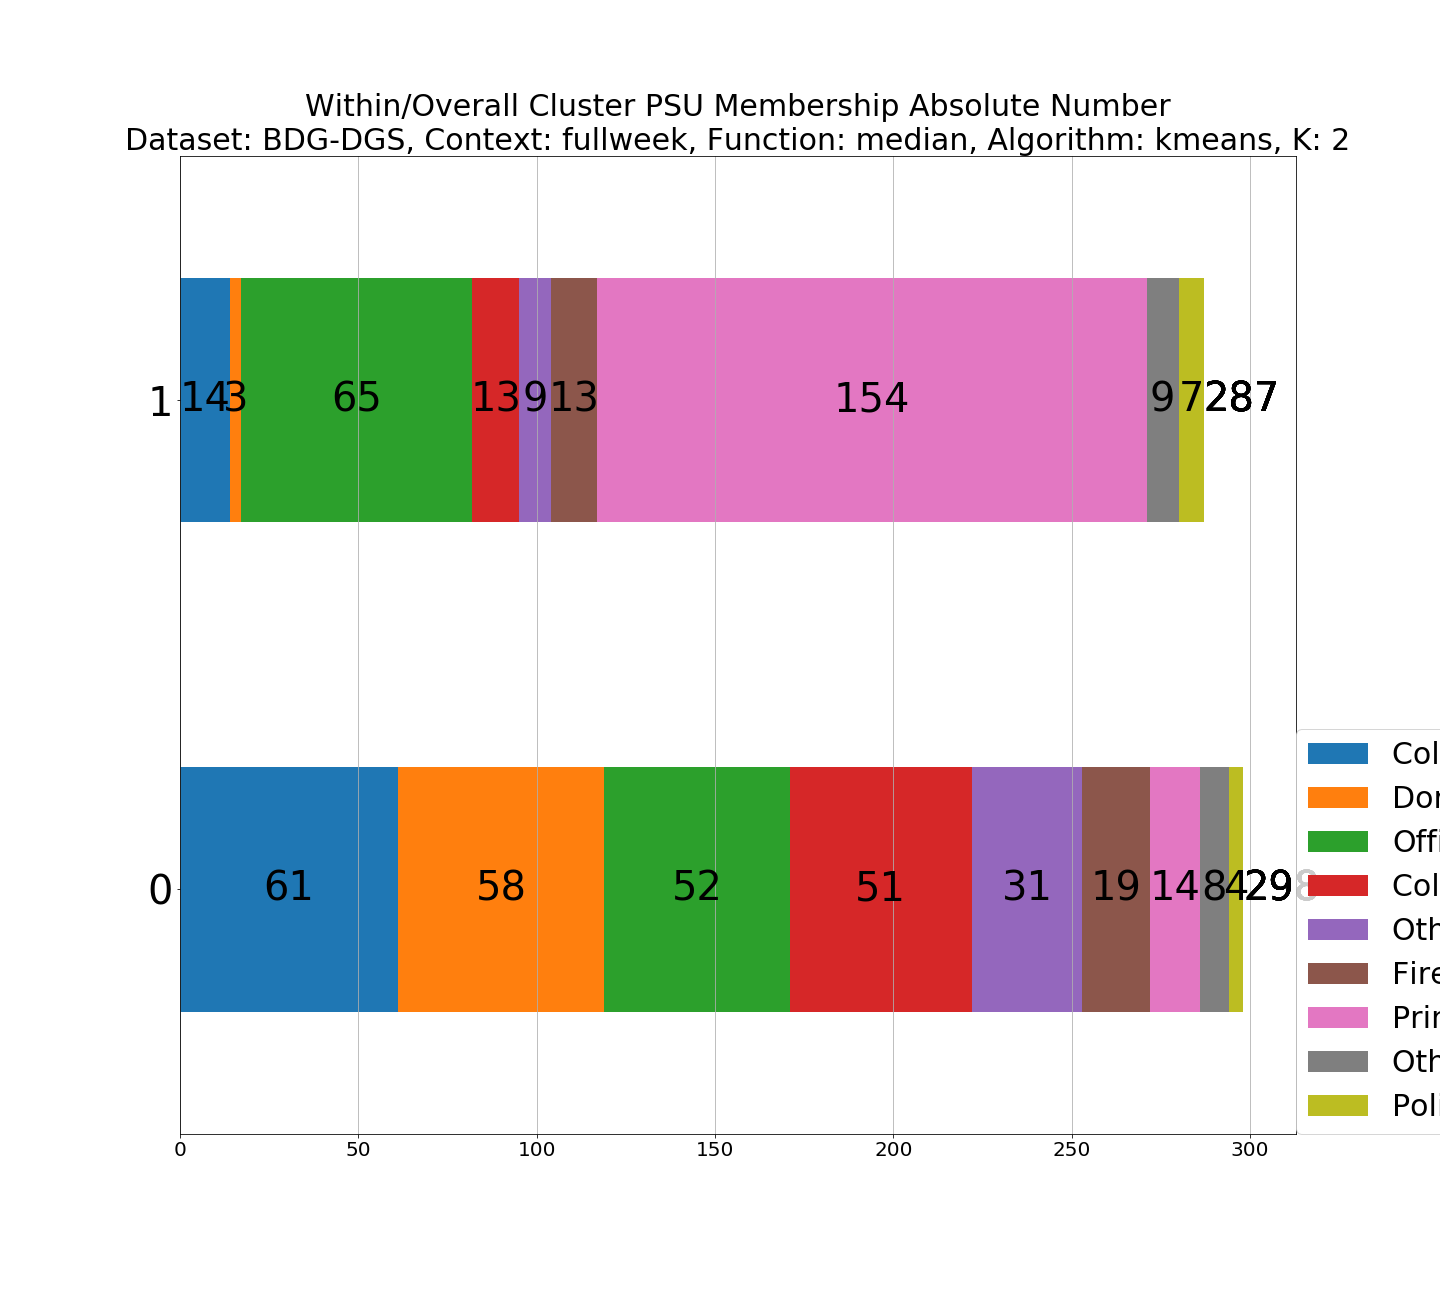 Within/Overall Cluster PSU Membership Absolute Number
Dataset: BDG-DGS, Context: fullweek, Function: median, Algorithm: kmeans, K: 2
1 14 3 65 13 9 13 154 9 7 287
0 61 58 52 51 31 19 14 8 4 298
Col
Dor
Offi
Col
Oth
Fire
Prim
Oth
Poli
0 50 100 150 200 250 300